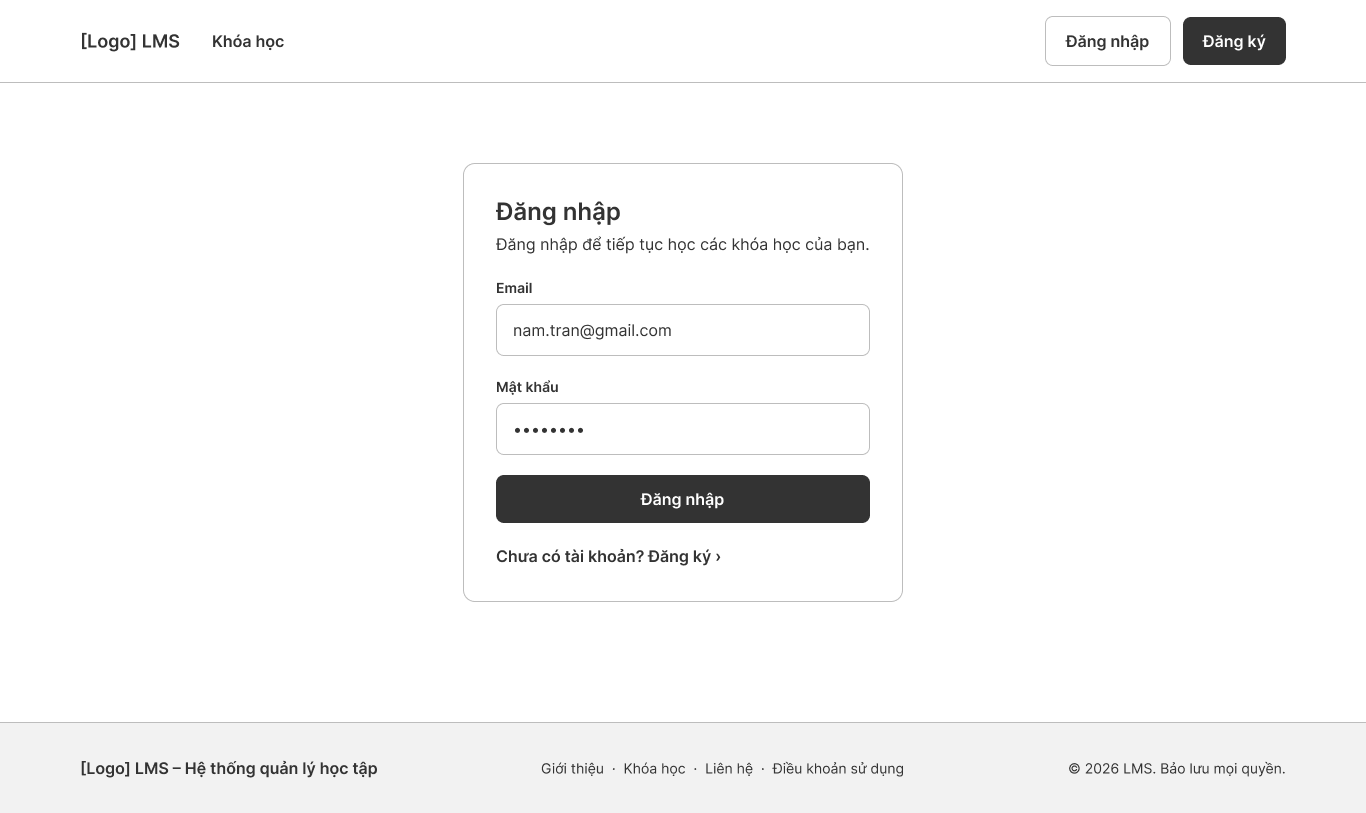 [Logo] LMS Khóa học Đăng nhập Đăng ký
Đăng nhập
Đăng nhập để tiếp tục học các khóa học của bạn.
Email
nam.tran@gmail.com
Mật khẩu
••••••••
Đăng nhập
Chưa có tài khoản? Đăng ký ›
[Logo] LMS – Hệ thống quản lý học tập Giới thiệu · Khóa học · Liên hệ · Điều khoản sử dụng © 2026 LMS. Bảo lưu mọi quyền.